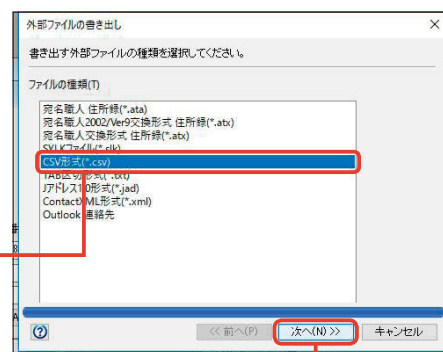 外部ファイルの書き出し
書き出す外部ファイルの種類を選択してください。
ファイルの種類(T)
宛名職人 住所録(*.ata)
宛名職人2002/Ver9交換形式 住所録(*.atx)
宛名職人交換形式 住所録(*.atx)
SYLKファイル(*.slk)
CSV形式(*.csv)
TAB区切形式(*.txt)
Jアドレス1.0形式(*.jad)
ContactXML形式(*.xml)
Outlook 連絡先
<< 前へ(P) 次へ(N) >> キャンセル